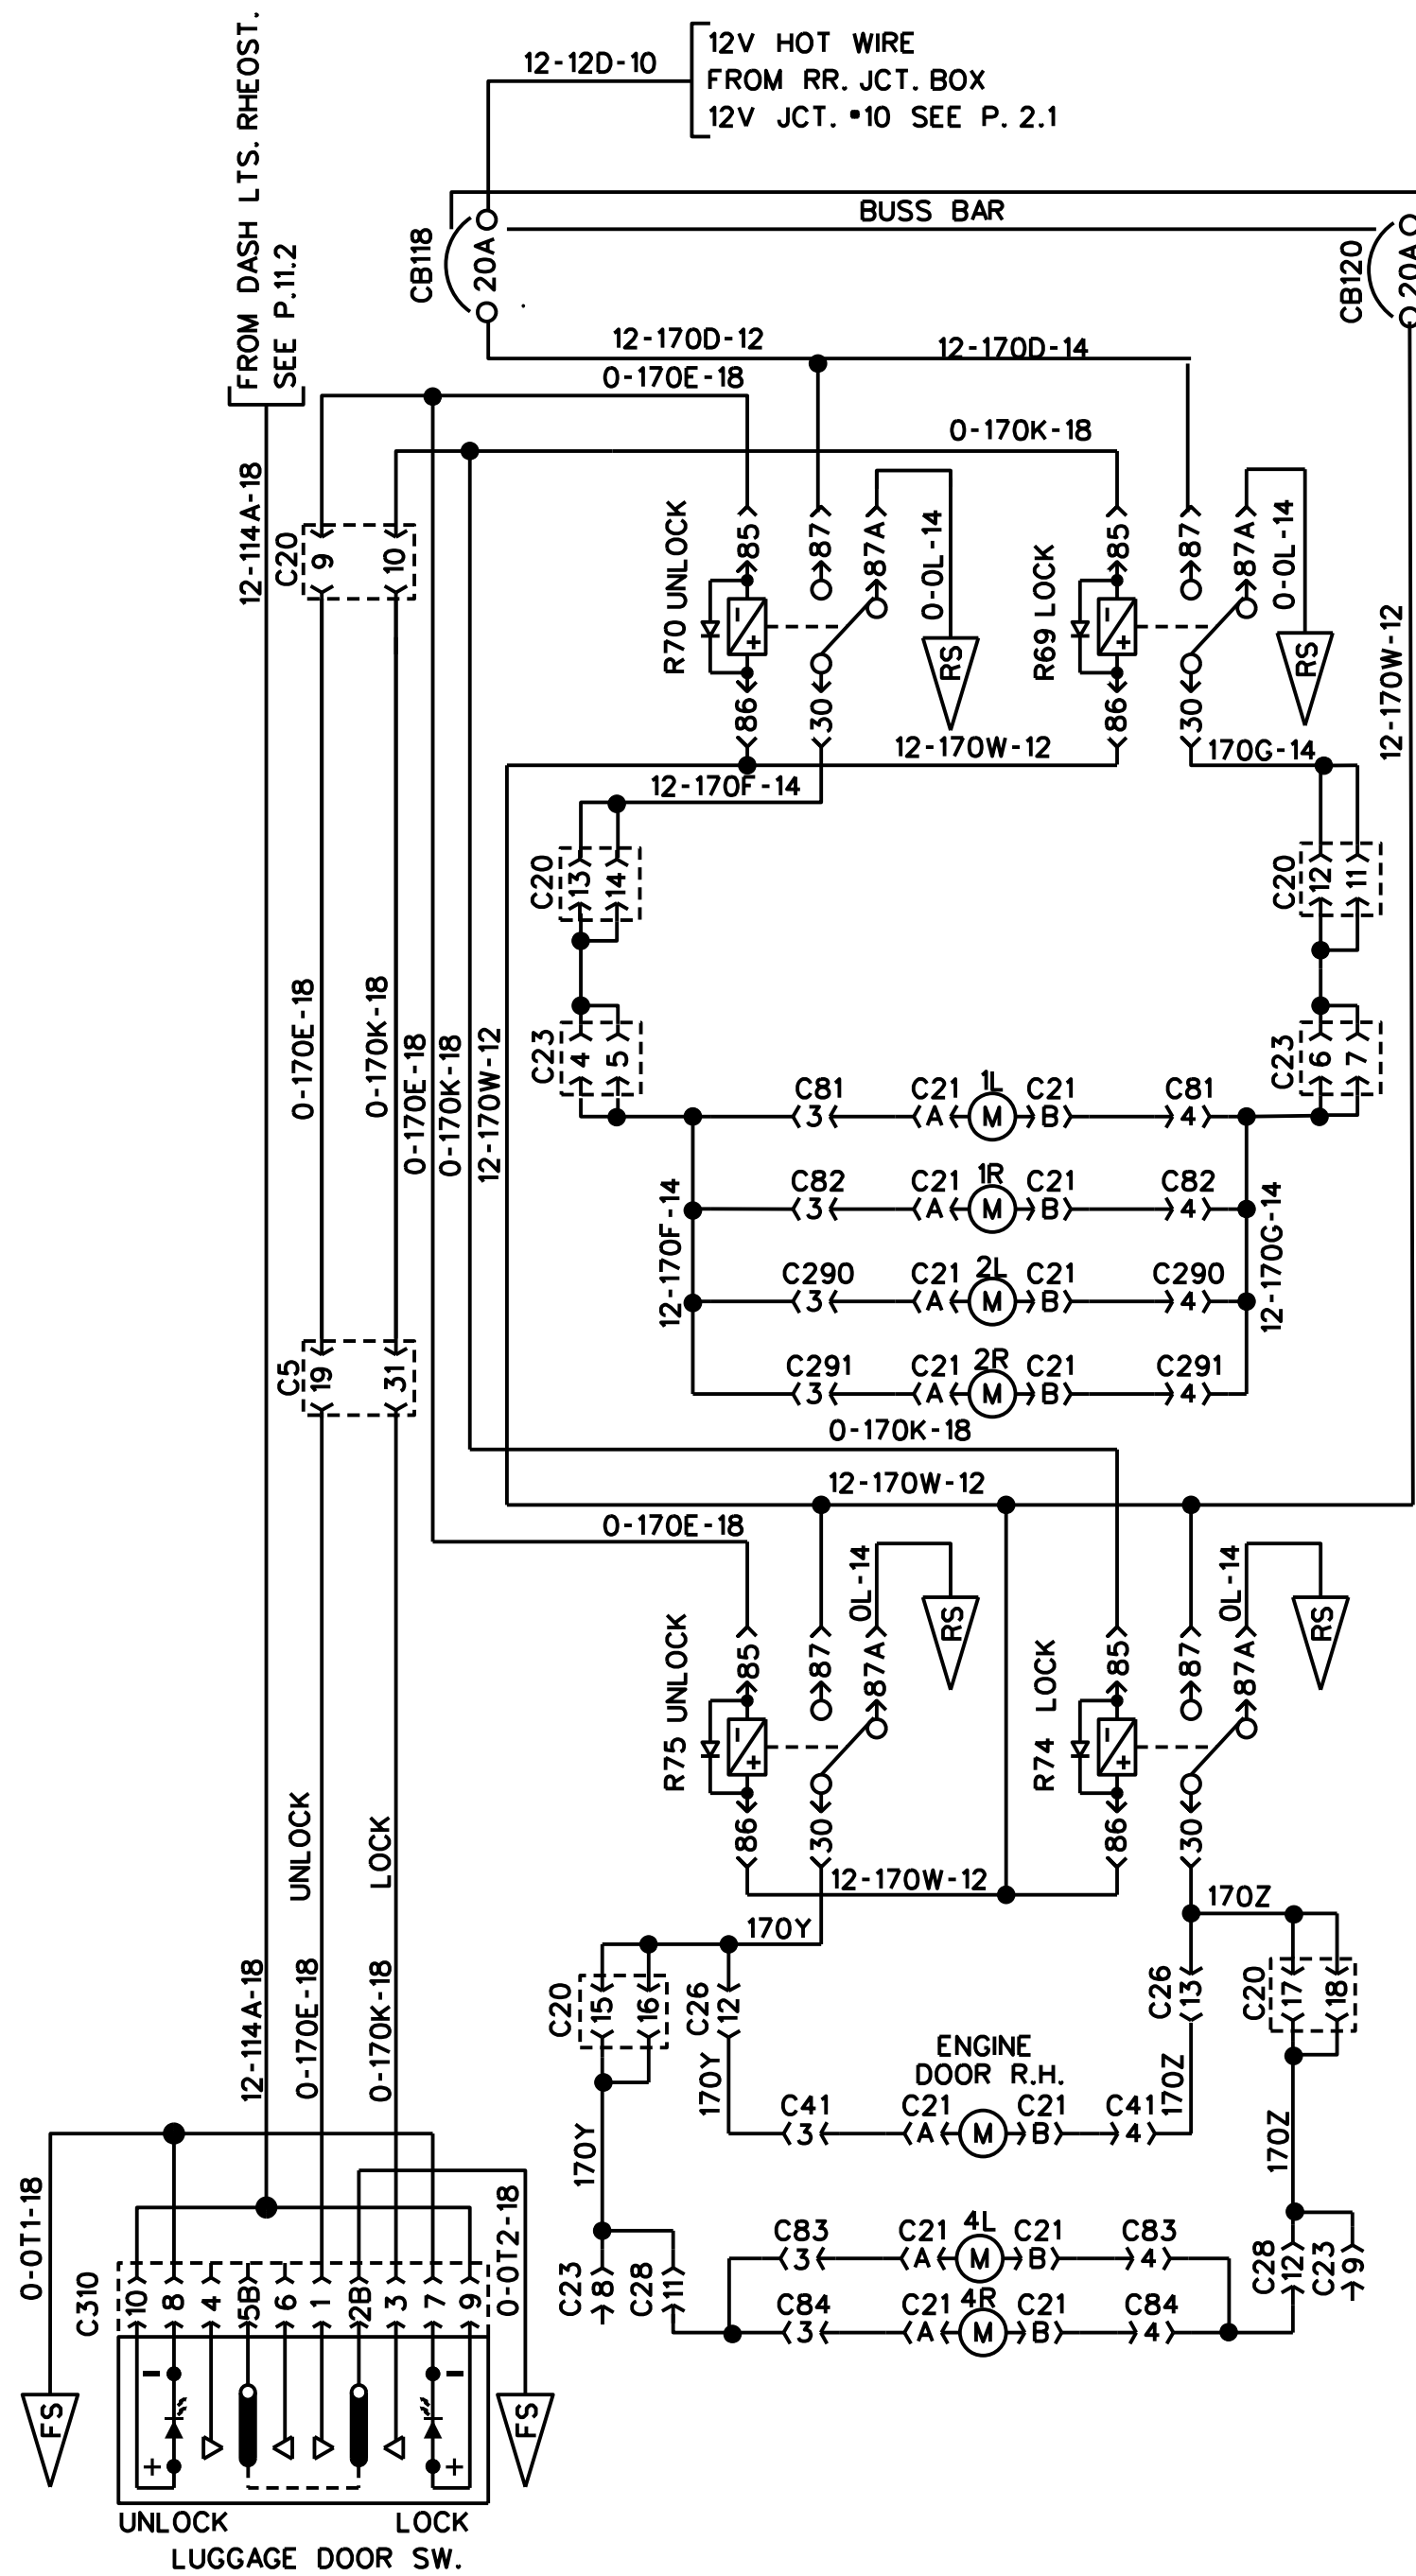 12-12D-10
12V HOT WIRE
FROM RR. JCT. BOX
12V JCT. #10 SEE P. 2.1
FROM DASH LTS. RHEOST.
SEE P.11.2
BUSS BAR
CB118
20A
CB120
20A
12-170D-12
12-170D-14
0-170E-18
0-170K-18
12-114A-18
C20
9
10
R70 UNLOCK
85
87
87A
0-0L-14
RS
86
30
R69 LOCK
85
87
87A
0-0L-14
RS
86
30
12-170W-12
12-170W-12
170G-14
12-170F-14
C20
13
14
C20
12
11
0-170E-18
0-170K-18
0-170E-18
0-170K-18
12-170W-12
C23
4
5
C23
6
7
C81
C21
1L
C21
C81
3
A
M
B
4
C82
C21
1R
C21
C82
3
A
M
B
4
12-170F-14
12-170G-14
C290
C21
2L
C21
C290
3
A
M
B
4
C291
C21
2R
C21
C291
3
A
M
B
4
C5
19
31
0-170K-18
12-170W-12
0-170E-18
R75 UNLOCK
85
87
87A
0L-14
RS
86
30
R74 LOCK
85
87
87A
0L-14
RS
86
30
UNLOCK
LOCK
12-170W-12
170Y
170Z
12-114A-18
0-170E-18
0-170K-18
C20
15
16
C26
12
C26
13
C20
17
18
170Y
ENGINE
DOOR R.H.
170Z
C41
C21
C21
C41
3
A
M
B
4
170Y
170Z
0-0T1-18
0-0T2-18
C83
C21
4L
C21
C83
3
A
M
B
4
C23
8
C28
11
C28
12
C23
9
C84
C21
4R
C21
C84
3
A
M
B
4
C310
10
8
4
5B
6
1
2B
3
7
9
-
-
FS
FS
+
+
UNLOCK
LOCK
LUGGAGE DOOR SW.